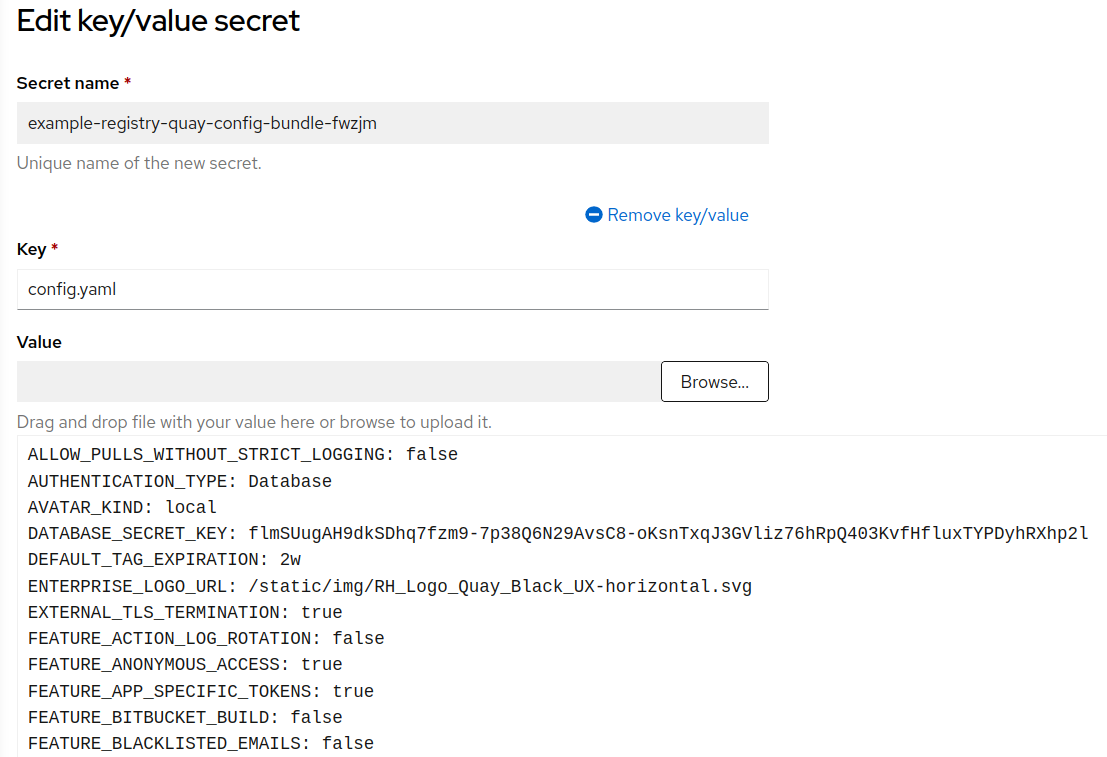 Edit key/value secret
Secret name *
example-registry-quay-config-bundle-fwzjm
Unique name of the new secret.
Remove key/value
Key *
config.yaml
Value
Browse...
Drag and drop file with your value here or browse to upload it.
ALLOW_PULLS_WITHOUT_STRICT_LOGGING: false
AUTHENTICATION_TYPE: Database
AVATAR_KIND: local
DATABASE_SECRET_KEY: flmSUugAH9dkSDhq7fzm9-7p38Q6N29AvsC8-oKsnTxqJ3GVliz76hRpQ403KvfHfluxTYPDyhRXhp2l
DEFAULT_TAG_EXPIRATION: 2w
ENTERPRISE_LOGO_URL: /static/img/RH_Logo_Quay_Black_UX-horizontal.svg
EXTERNAL_TLS_TERMINATION: true
FEATURE_ACTION_LOG_ROTATION: false
FEATURE_ANONYMOUS_ACCESS: true
FEATURE_APP_SPECIFIC_TOKENS: true
FEATURE_BITBUCKET_BUILD: false
FEATURE_BLACKLISTED_EMAILS: false